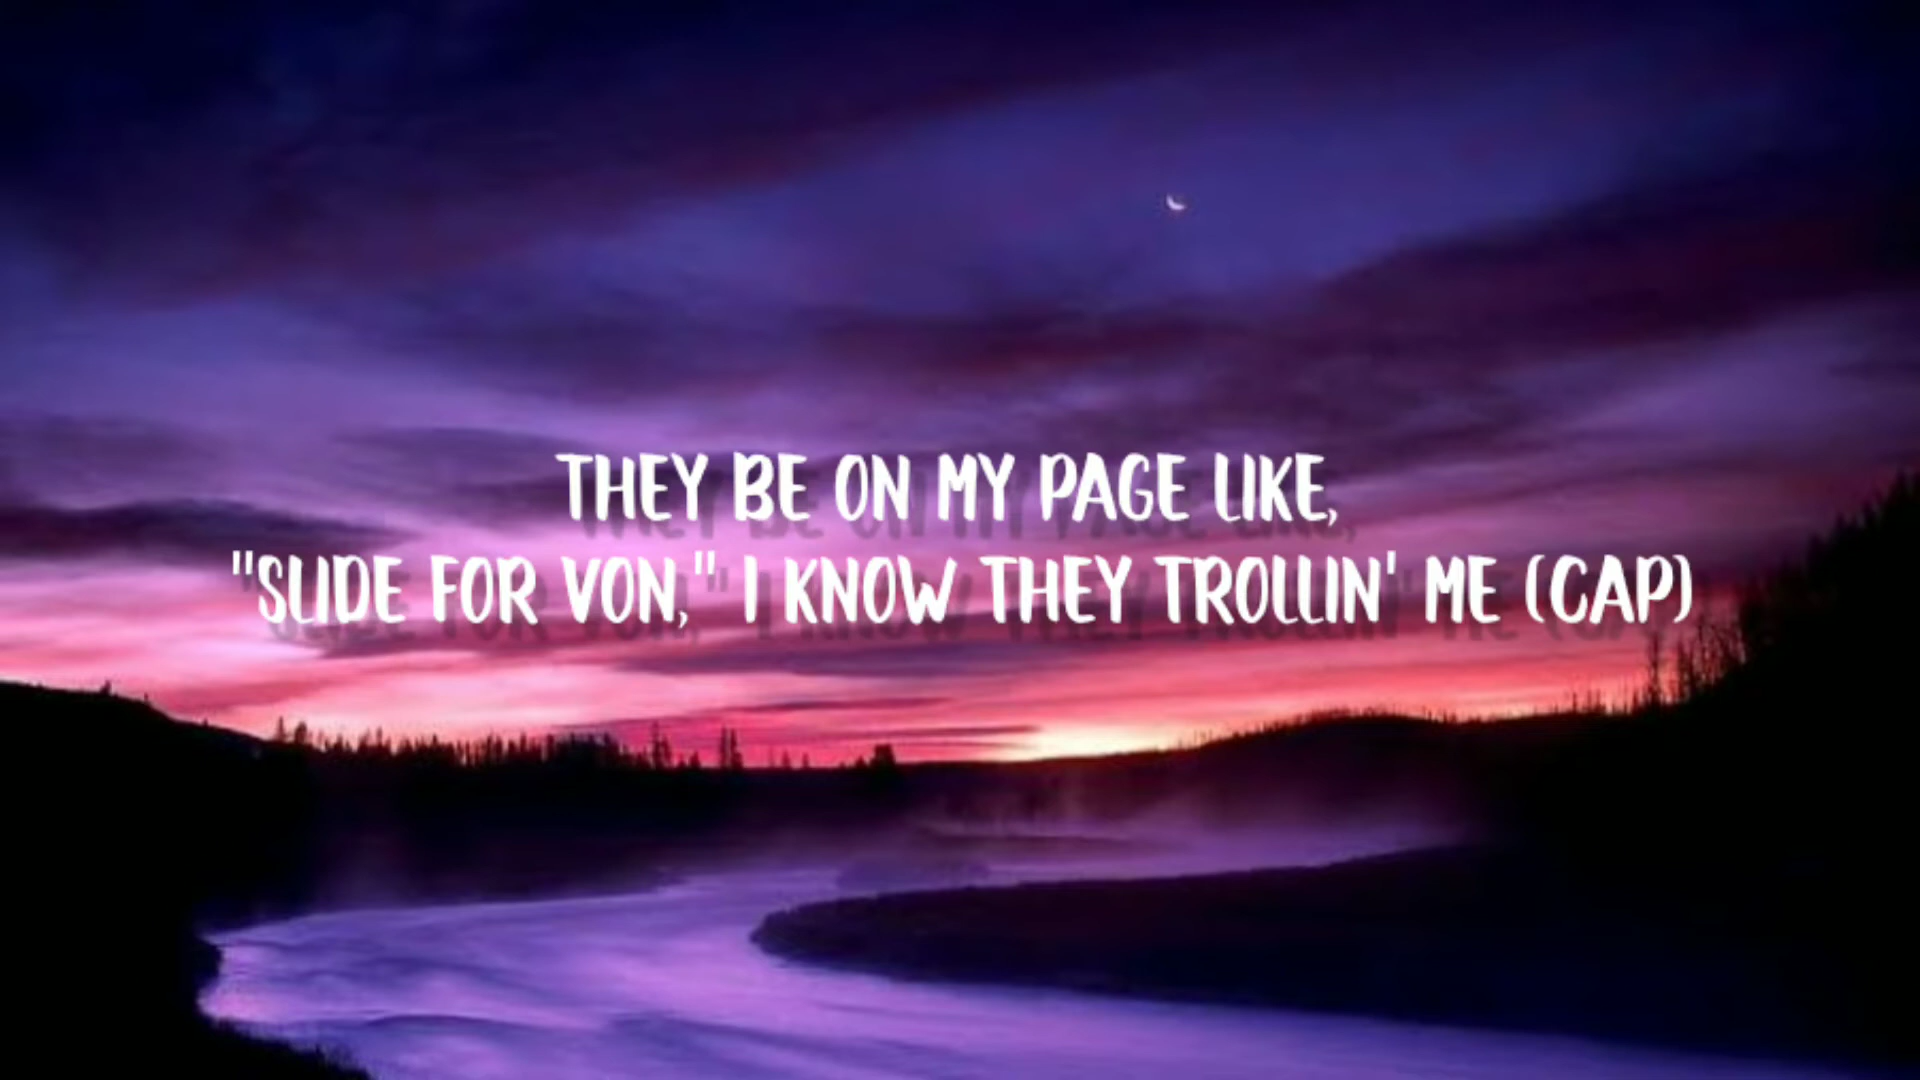 THEY BE ON MY PAGE LIKE,
"SLIDE FOR VON," I KNOW THEY TROLLIN' ME (CAP)